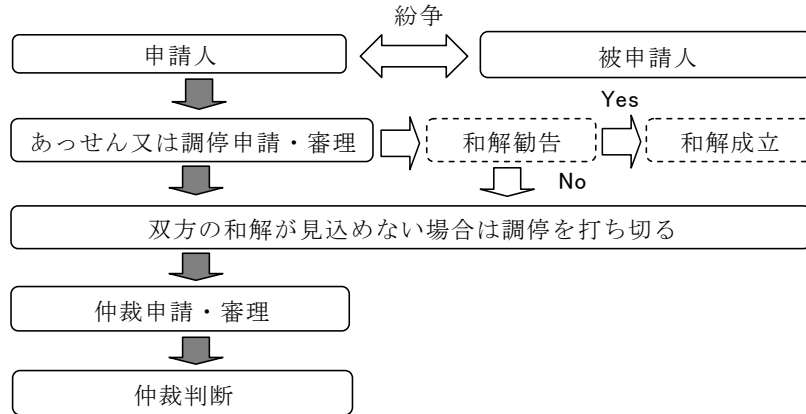 紛争
申請人
被申請人
Yes
あっせん又は調停申請・審理
和解勧告
和解成立
No
双方の和解が見込めない場合は調停を打ち切る
仲裁申請・審理
仲裁判断